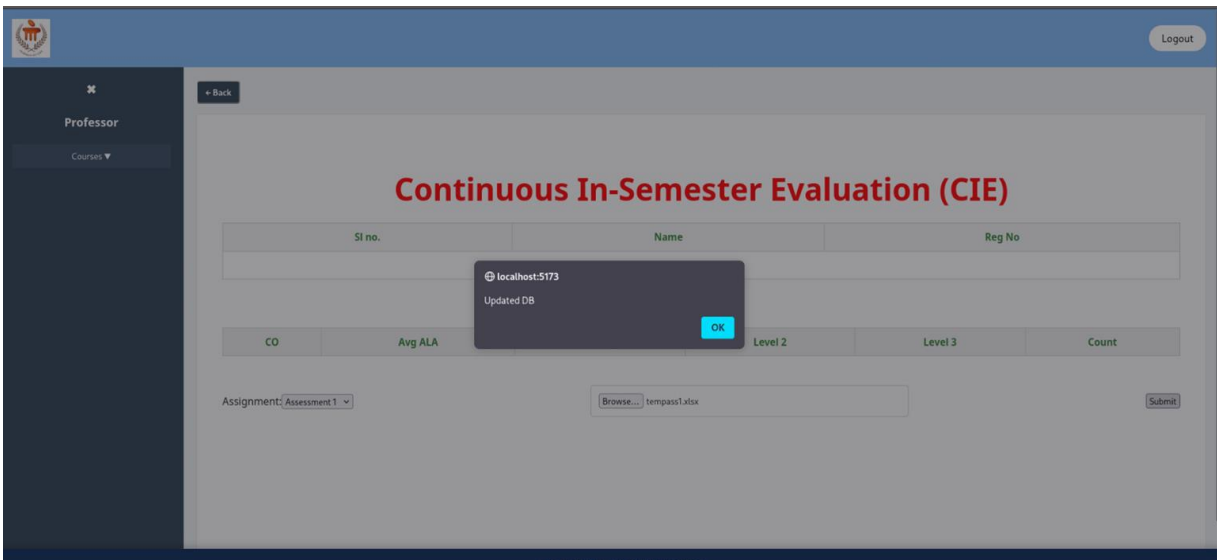 Logout
✖
← Back
Professor
Courses ▼
Continuous In-Semester Evaluation (CIE)
Sl no. Name Reg No
localhost:5173
Updated DB
OK
CO Avg ALA Level 2 Level 3 Count
Assignment: Assessment 1 Browse... tempass1.xlsx Submit